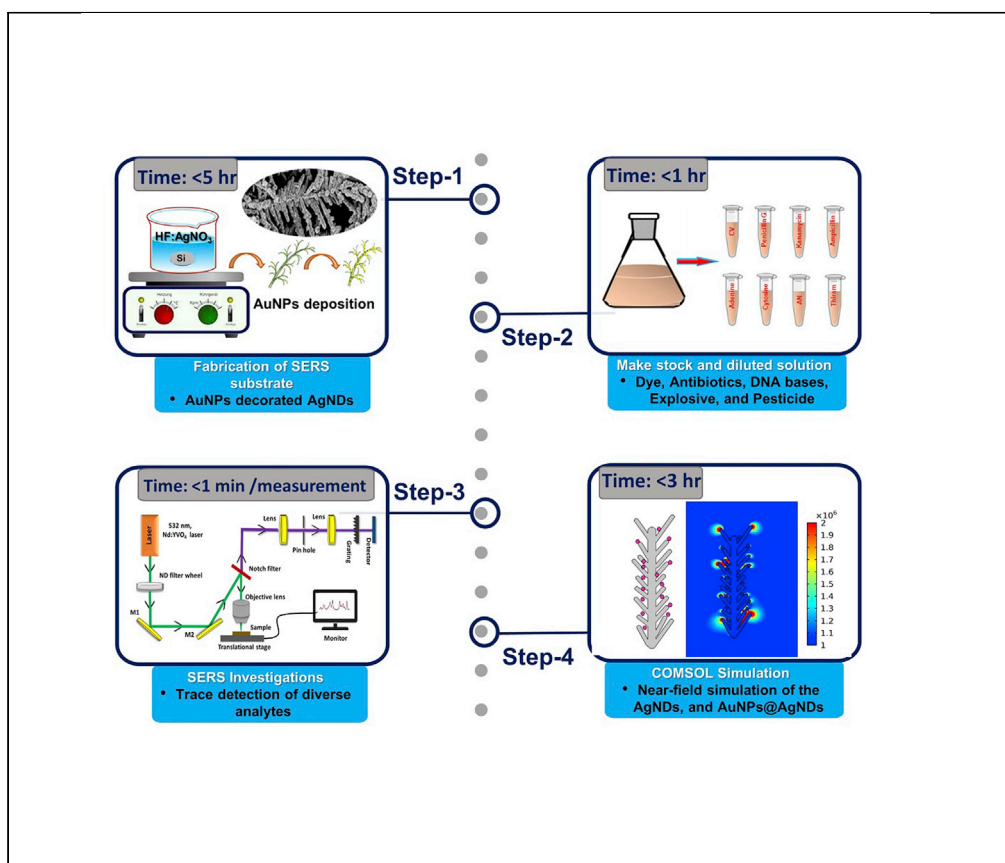 Time: <5 hr
HF:AgNO₃
Si
AuNPs deposition
Fabrication of SERS
substrate
• AuNPs decorated AgNDs
Step-1
Time: <1 hr
CV
Penicillin G
Kanamycin
Ampicillin
Adenine
Cytosine
AN
Thiram
Step-2
Make stock and diluted solution
• Dye, Antibiotics, DNA bases,
Explosive, and Pesticide
Time: <1 min /measurement
Laser
532 nm,
Nd:YVO₄ laser
ND filter wheel
M1
M2
Notch filter
Lens
Pin hole
Lens
Grating
Detector
Objective lens
Sample
Translational stage
Monitor
Step-3
SERS Investigations
• Trace detection of diverse
analytes
Time: <3 hr
×10⁶
2
1.9
1.8
1.7
1.6
1.5
1.4
1.3
1.2
1.1
1
Step-4
COMSOL Simulation
• Near-field simulation of the
AgNDs, and AuNPs@AgNDs